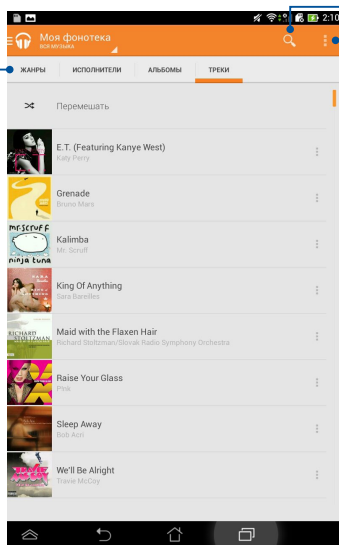 2:10
Моя фонотека
ВСЯ МУЗЫКА
ЖАНРЫ ИСПОЛНИТЕЛИ АЛЬБОМЫ ТРЕКИ
Перемешать
E.T. (Featuring Kanye West)
Katy Perry
Grenade
Bruno Mars
MR.SCRUFF
ninja tuna
Kalimba
Mr. Scruff
King Of Anything
Sara Bareilles
RICHARD
STOLTZMAN
Maid with the Flaxen Hair
Richard Stoltzman/Slovak Radio Symphony Orchestra
Raise Your Glass
P!nk
Sleep Away
Bob Acri
We'll Be Alright
Travie McCoy